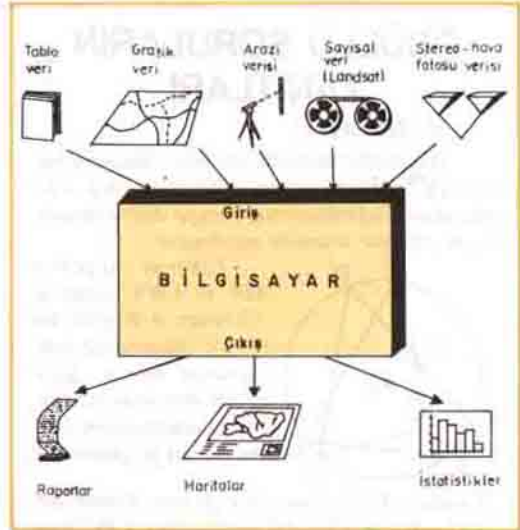 Tablo
veri
Grafik
veri
Arazi
verisi
Sayısal
veri
(Landsat)
Stereo-hava
fotosu verisi
Giriş
BİLGİSAYAR
Çıkış
Raporlar
Haritalar
İstatistikler